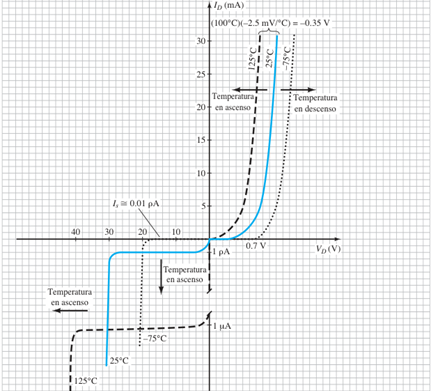 I_D (mA)
(100°C)(−2.5 mV/°C) = −0.35 V
30
125°C
25°C
−75°C
25
Temperatura
en ascenso
Temperatura
en descenso
20
15
10
I_s ≅ 0.01 pA
5
40
30
20
10
0
0.7 V
V_D (V)
1 pA
Temperatura
en ascenso
Temperatura
en ascenso
1 μA
−75°C
25°C
125°C